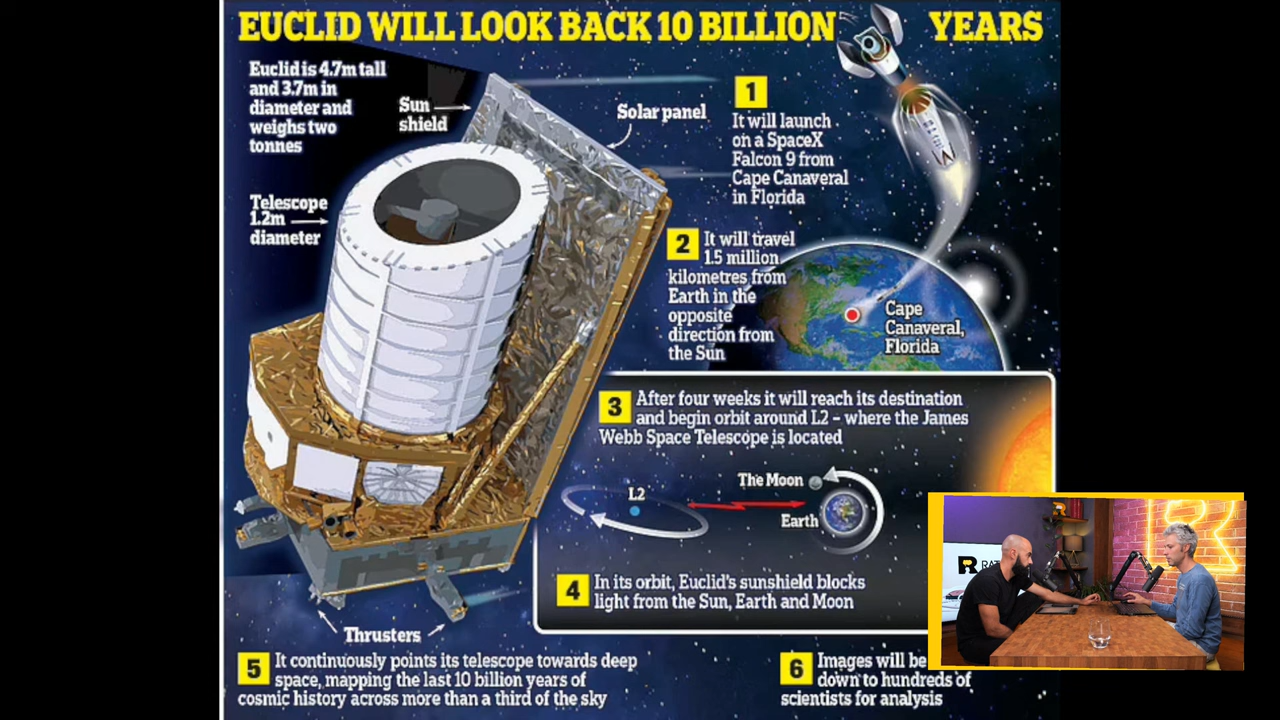 EUCLID WILL LOOK BACK 10 BILLION YEARS
Euclid is 4.7m tall
and 3.7m in
diameter and
weighs two
tonnes
Sun
shield
Solar panel
Telescope
1.2m
diameter
1
It will launch
on a SpaceX
Falcon 9 from
Cape Canaveral
in Florida
2 It will travel
1.5 million
kilometres from
Earth in the
opposite
direction from
the Sun
Cape
Canaveral,
Florida
3 After four weeks it will reach its destination
and begin orbit around L2 – where the James
Webb Space Telescope is located
The Moon
L2
Earth
4 In its orbit, Euclid's sunshield blocks
light from the Sun, Earth and Moon
Thrusters
5 It continuously points its telescope towards deep
space, mapping the last 10 billion years of
cosmic history across more than a third of the sky
6 Images will be
down to hundreds of
scientists for analysis